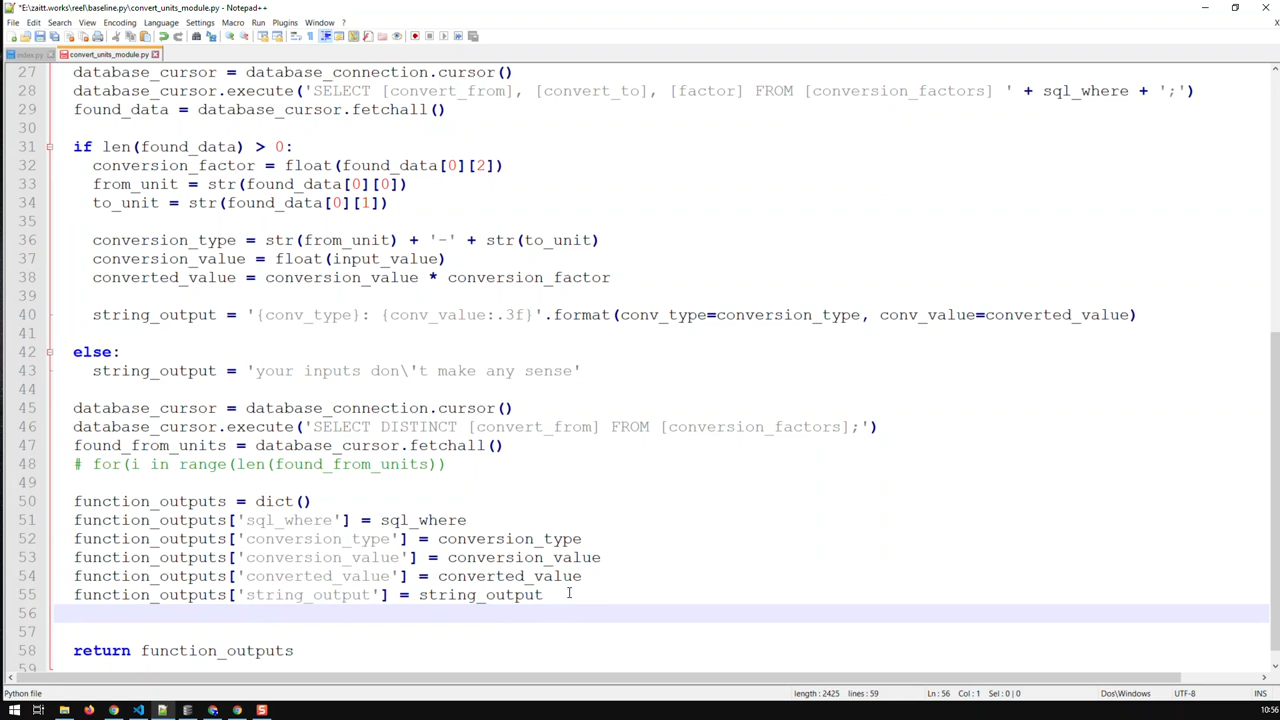 *E:\zaitt.works\reel\baseline.py\convert_units_module.py - Notepad++
File Edit Search View Encoding Language Settings Macro Run Plugins Window ?
index.py convert_units_module.py
27 database_cursor = database_connection.cursor()
28 database_cursor.execute('SELECT [convert_from], [convert_to], [factor] FROM [conversion_factors] ' + sql_where + ';')
29 found_data = database_cursor.fetchall()
30
31 if len(found_data) > 0:
32 conversion_factor = float(found_data[0][2])
33 from_unit = str(found_data[0][0])
34 to_unit = str(found_data[0][1])
35
36 conversion_type = str(from_unit) + '-' + str(to_unit)
37 conversion_value = float(input_value)
38 converted_value = conversion_value * conversion_factor
39
40 string_output = '{conv_type}: {conv_value:.3f}'.format(conv_type=conversion_type, conv_value=converted_value)
41
42 else:
43 string_output = 'your inputs don\'t make any sense'
44
45 database_cursor = database_connection.cursor()
46 database_cursor.execute('SELECT DISTINCT [convert_from] FROM [conversion_factors];')
47 found_from_units = database_cursor.fetchall()
48 # for(i in range(len(found_from_units))
49
50 function_outputs = dict()
51 function_outputs['sql_where'] = sql_where
52 function_outputs['conversion_type'] = conversion_type
53 function_outputs['conversion_value'] = conversion_value
54 function_outputs['converted_value'] = converted_value
55 function_outputs['string_output'] = string_output
56
57
58 return function_outputs
59
Python file length : 2425 lines : 59 Ln : 56 Col : 1 Sel : 0 | 0 Dos\Windows UTF-8 INS
10:56